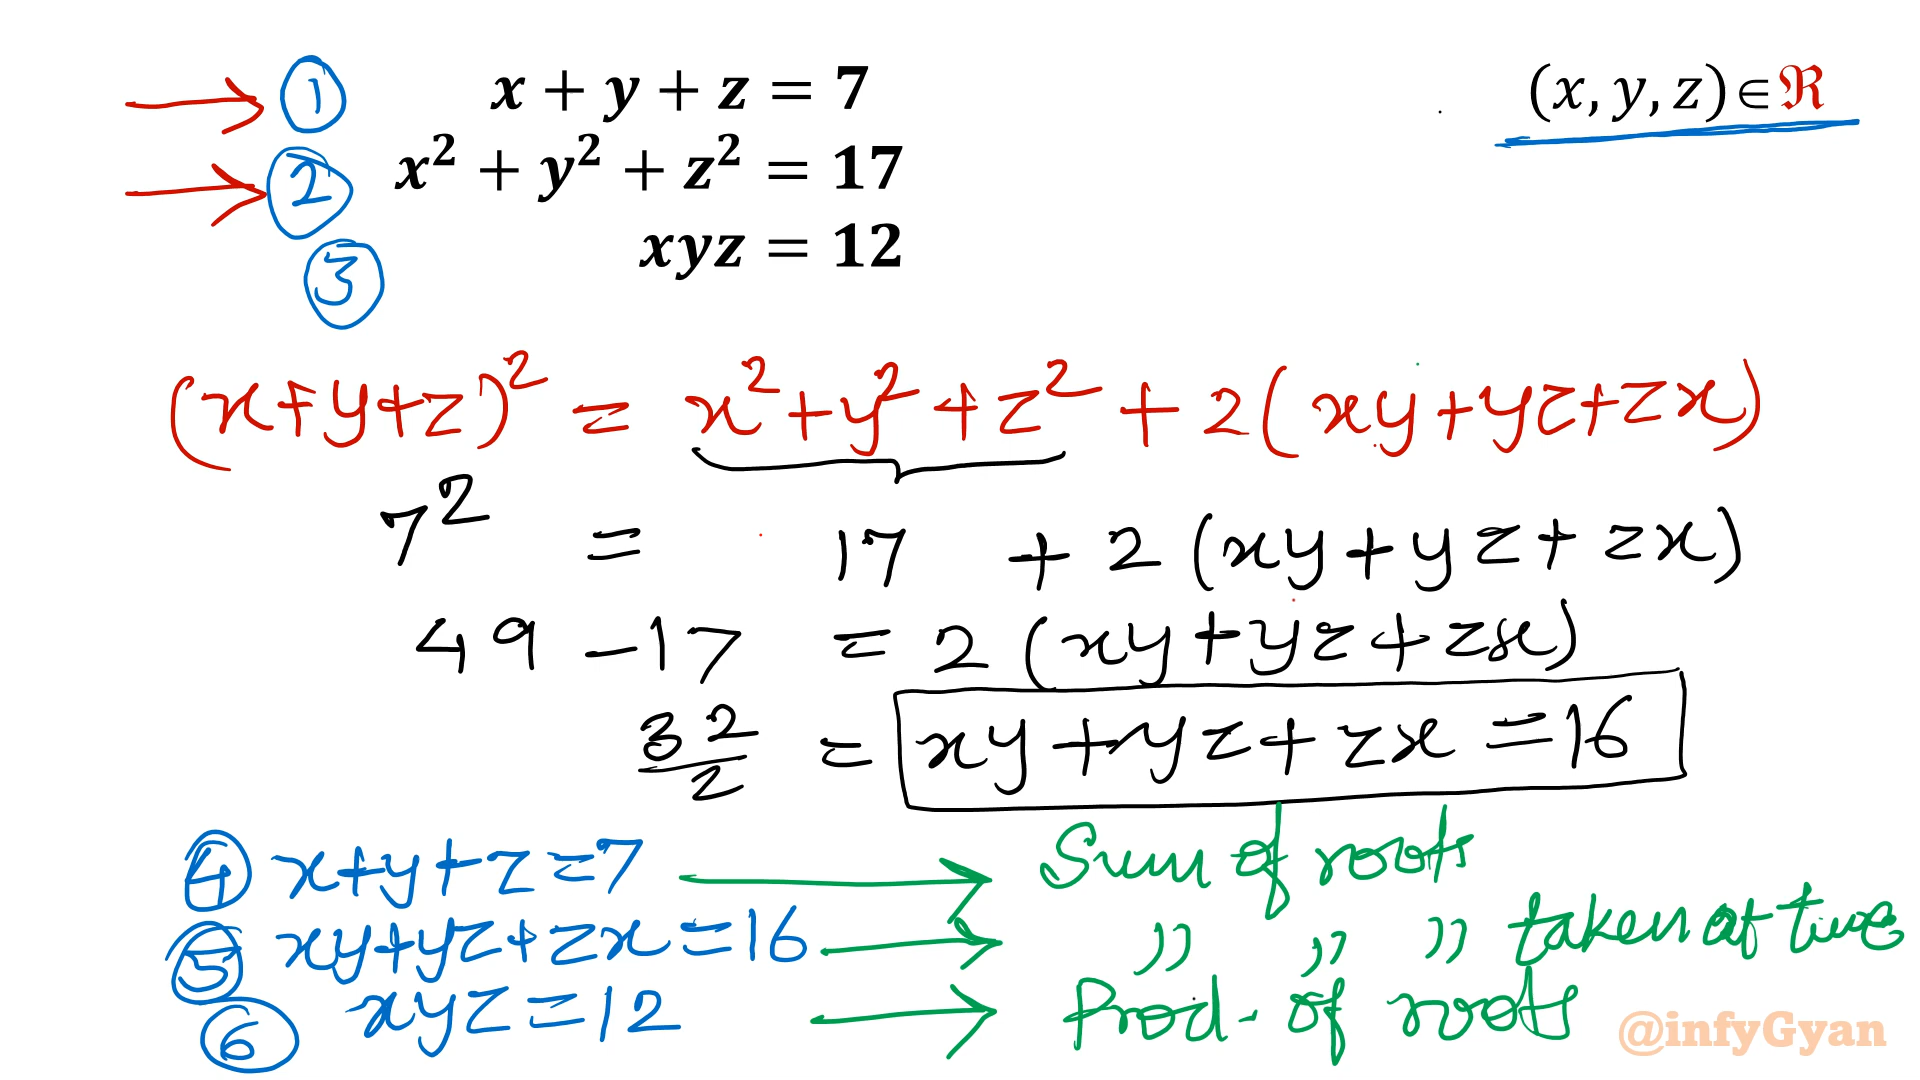 ① x + y + z = 7 (x, y, z) ∈ ℜ
② x² + y² + z² = 17
③ xyz = 12
(x+y+z)² = x²+y²+z² + 2(xy+yz+zx)
7² = 17 + 2(xy+yz+zx)
49 - 17 = 2(xy+yz+zx)
32/2 = xy+yz+zx = 16
④ x+y+z=7 → Sum of roots
⑤ xy+yz+zx=16 → ,, ,, ,, taken at two
⑥ xyz=12 → Prod. of roots
@infyGyan